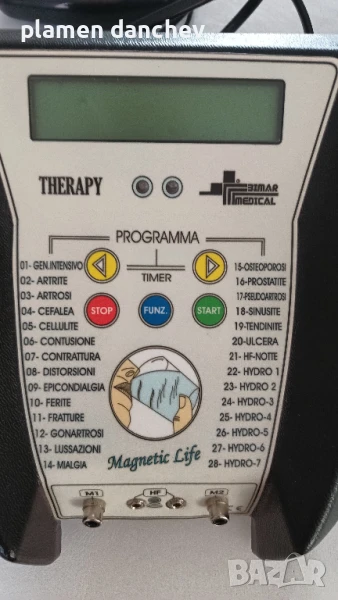 plamen danchev
THERAPY
BIMAR
MEDICAL
PROGRAMMA
TIMER
STOP
FUNZ.
START
01- GEN.INTENSIVO
02- ARTRITE
03- ARTROSI
04- CEFALEA
05- CELLULITE
06- CONTUSIONE
07- CONTRATTURA
08- DISTORSIONI
09- EPICONDIALGIA
10- FERITE
11- FRATTURE
12- GONARTROSI
13- LUSSAZIONI
14- MIALGIA
15-OSTEOPOROSI
16-PROSTATITE
17-PSEUDOARTROSI
18-SINUSITE
19-TENDINITE
20-ULCERA
21- HF-NOTTE
22- HYDRO 1
23- HYDRO 2
24- HYDRO-3
25- HYDRO-4
26- HYDRO-5
27- HYDRO-6
28- HYDRO-7
Magnetic Life
M1
HF
M2
CE
BAZAR